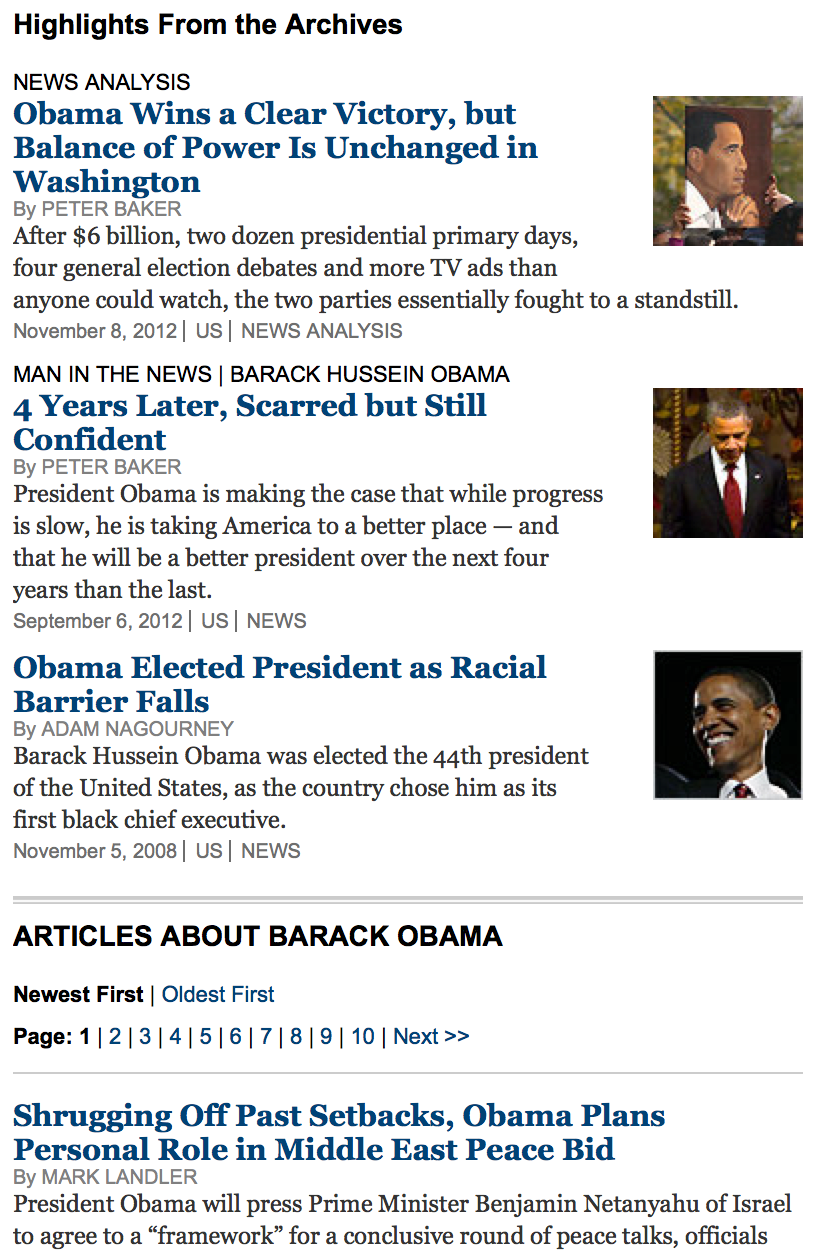 Highlights From the Archives
NEWS ANALYSIS
Obama Wins a Clear Victory, but
Balance of Power Is Unchanged in
Washington
By PETER BAKER
After $6 billion, two dozen presidential primary days,
four general election debates and more TV ads than
anyone could watch, the two parties essentially fought to a standstill.
November 8, 2012 | US | NEWS ANALYSIS
MAN IN THE NEWS | BARACK HUSSEIN OBAMA
4 Years Later, Scarred but Still
Confident
By PETER BAKER
President Obama is making the case that while progress
is slow, he is taking America to a better place — and
that he will be a better president over the next four
years than the last.
September 6, 2012 | US | NEWS
Obama Elected President as Racial
Barrier Falls
By ADAM NAGOURNEY
Barack Hussein Obama was elected the 44th president
of the United States, as the country chose him as its
first black chief executive.
November 5, 2008 | US | NEWS
ARTICLES ABOUT BARACK OBAMA
Newest First | Oldest First
Page: 1 | 2 | 3 | 4 | 5 | 6 | 7 | 8 | 9 | 10 | Next >>
Shrugging Off Past Setbacks, Obama Plans
Personal Role in Middle East Peace Bid
By MARK LANDLER
President Obama will press Prime Minister Benjamin Netanyahu of Israel
to agree to a “framework” for a conclusive round of peace talks, officials